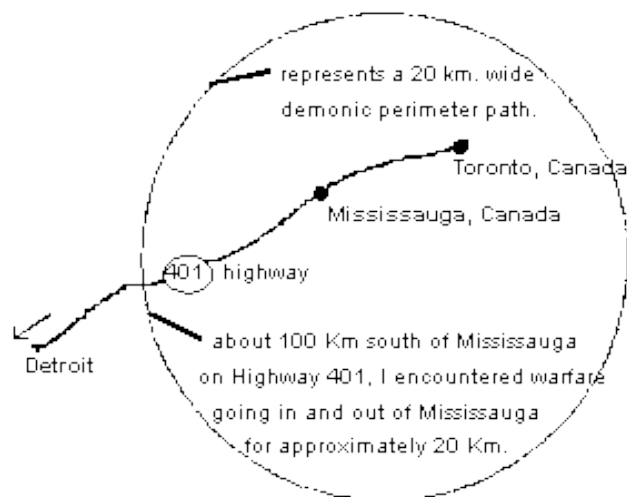 represents a 20 km. wide
demonic perimeter path.
Toronto, Canada
Mississauga, Canada
401 highway
Detroit
about 100 Km south of Mississauga
on Highway 401, I encountered warfare
going in and out of Mississauga
for approximately 20 Km.